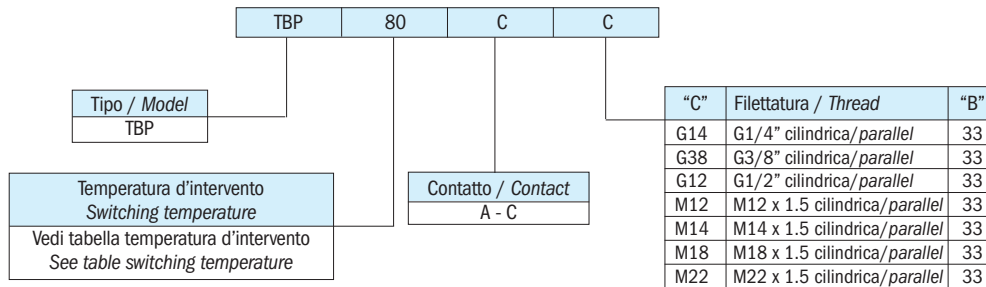 TBP 80 C C
Tipo / Model
TBP
Temperatura d'intervento
Switching temperature
Vedi tabella temperatura d'intervento
See table switching temperature
Contatto / Contact
A - C
“C” Filettatura / Thread “B”
G14 G1/4” cilindrica/parallel 33
G38 G3/8” cilindrica/parallel 33
G12 G1/2” cilindrica/parallel 33
M12 M12 x 1.5 cilindrica/parallel 33
M14 M14 x 1.5 cilindrica/parallel 33
M18 M18 x 1.5 cilindrica/parallel 33
M22 M22 x 1.5 cilindrica/parallel 33